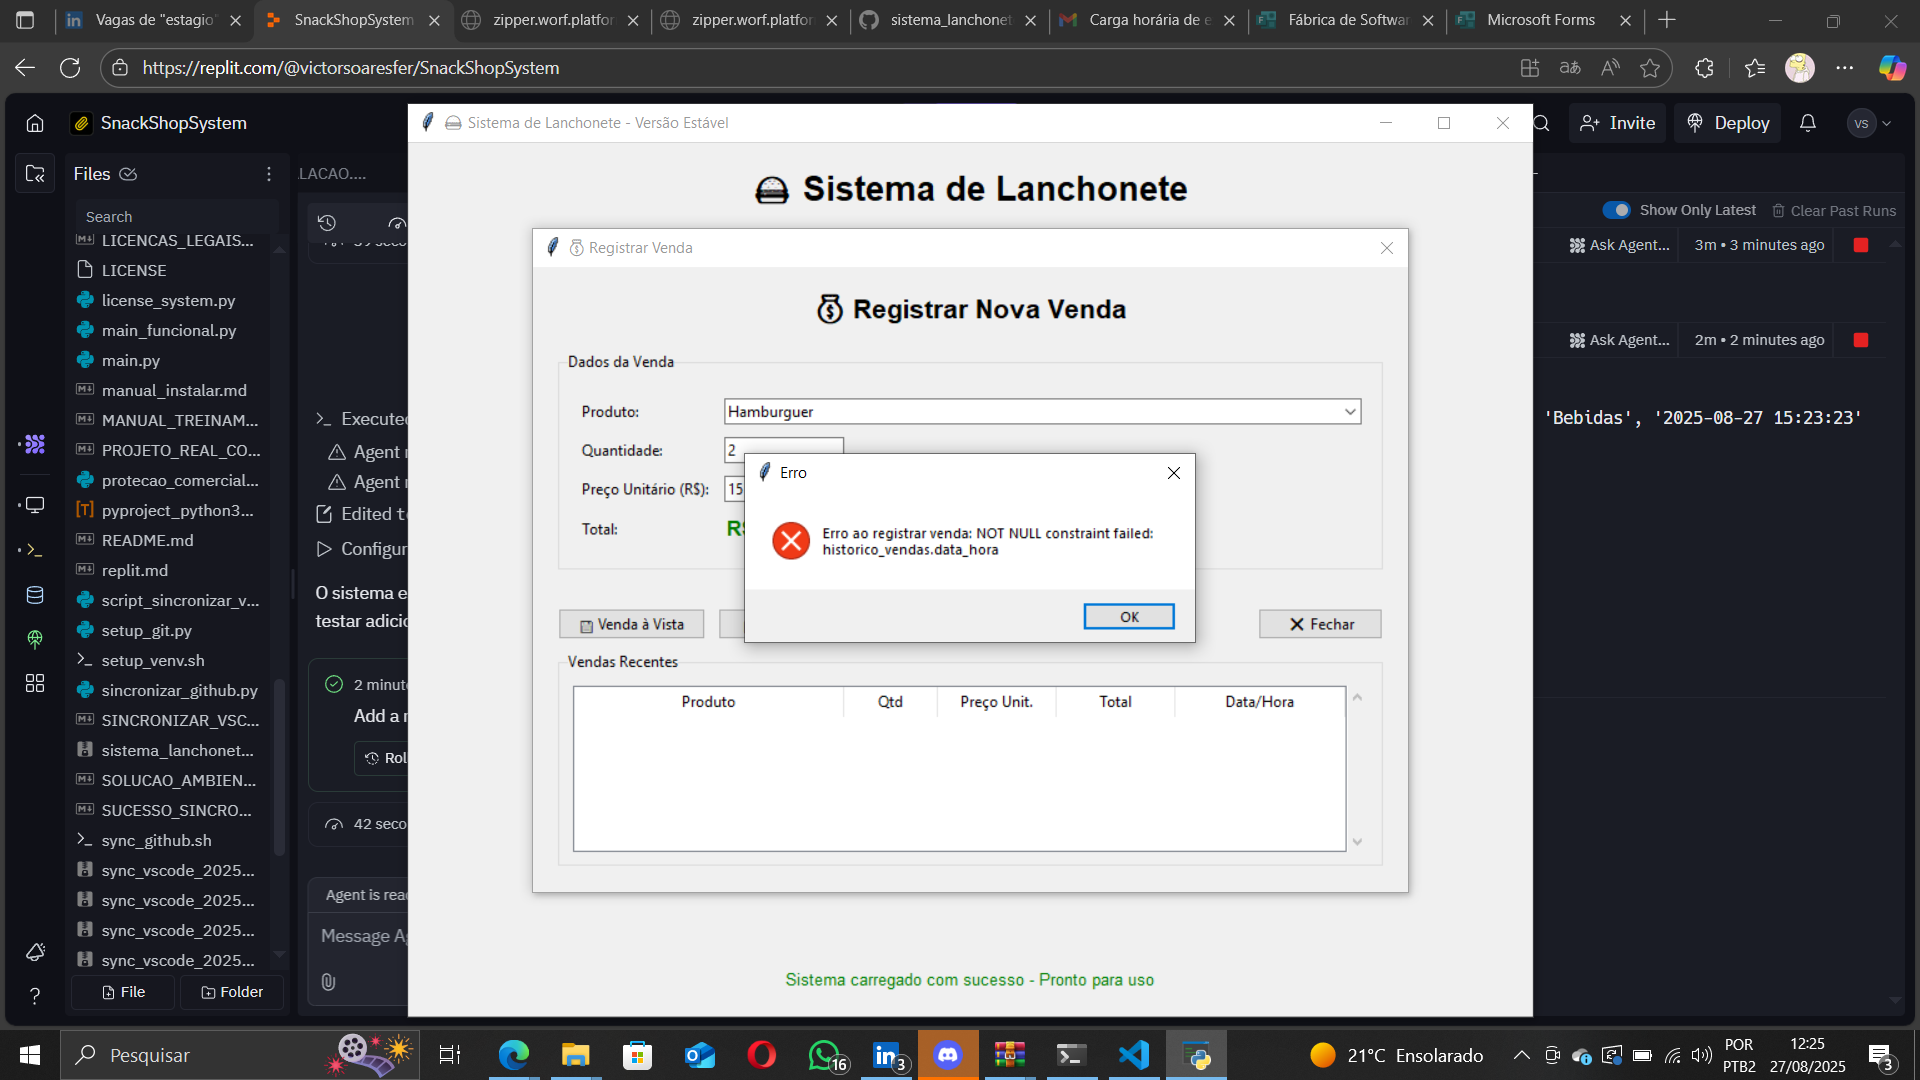 Vagas de "estagio"
SnackShopSystem
zipper.worf.platfor
zipper.worf.platfor
sistema_lanchonet
Carga horária de e
Fábrica de Softwar
Microsoft Forms
https://replit.com/@victorsoaresfer/SnackShopSystem
SnackShopSystem
Invite
Deploy
VS
Files
Search
LICENCAS_LEGAIS...
LICENSE
license_system.py
main_funcional.py
main.py
manual_instalar.md
MANUAL_TREINAM...
PROJETO_REAL_CO...
protecao_comercial...
pyproject_python3...
README.md
replit.md
script_sincronizar_v...
setup_git.py
setup_venv.sh
sincronizar_github.py
SINCRONIZAR_VSC...
sistema_lanchonet...
SOLUCAO_AMBIEN...
SUCESSO_SINCRO...
sync_github.sh
sync_vscode_2025...
sync_vscode_2025...
sync_vscode_2025...
sync_vscode_2025...
File
Folder
LACAO....
Executed
Agent
Agent
Edited
Configur
O sistema e
testar adicio
2 minute
Add a
Rol
42 seco
Agent is read
Message Ag
Sistema de Lanchonete - Versão Estável
Sistema de Lanchonete
Registrar Venda
Registrar Nova Venda
Dados da Venda
Produto:
Hamburguer
Quantidade:
2
Preço Unitário (R$):
15
Total:
Erro
Erro ao registrar venda: NOT NULL constraint failed:
historico_vendas.data_hora
OK
Venda à Vista
Fechar
Vendas Recentes
Produto
Qtd
Preço Unit.
Total
Data/Hora
Sistema carregado com sucesso - Pronto para uso
Show Only Latest
Clear Past Runs
Ask Agent...
3m • 3 minutes ago
Ask Agent...
2m • 2 minutes ago
'Bebidas', '2025-08-27 15:23:23'
Pesquisar
16
3
21°C Ensolarado
POR
PTB2
12:25
27/08/2025
3